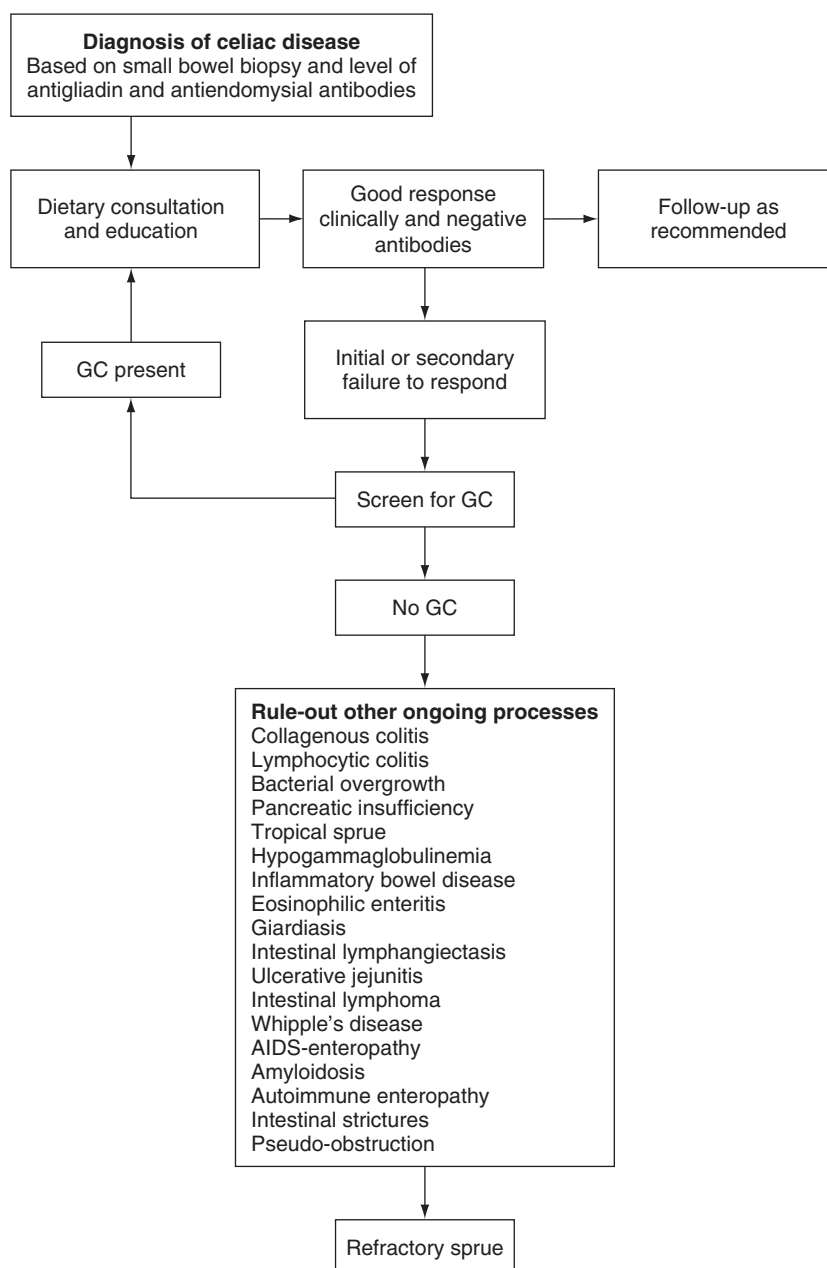 Diagnosis of celiac disease
Based on small bowel biopsy and level of
antigliadin and antiendomysial antibodies
Dietary consultation
and education
Good response
clinically and negative
antibodies
Follow-up as
recommended
GC present
Initial or secondary
failure to respond
Screen for GC
No GC
Rule-out other ongoing processes
Collagenous colitis
Lymphocytic colitis
Bacterial overgrowth
Pancreatic insufficiency
Tropical sprue
Hypogammaglobulinemia
Inflammatory bowel disease
Eosinophilic enteritis
Giardiasis
Intestinal lymphangiectasis
Ulcerative jejunitis
Intestinal lymphoma
Whipple's disease
AIDS-enteropathy
Amyloidosis
Autoimmune enteropathy
Intestinal strictures
Pseudo-obstruction
Refractory sprue